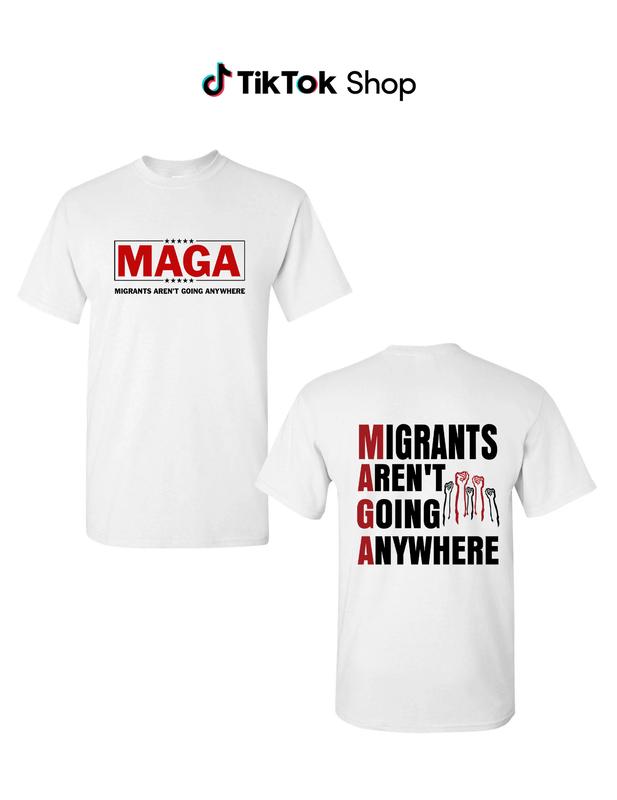 TikTok Shop
MAGA
MIGRANTS AREN'T GOING ANYWHERE
MIGRANTS
AREN'T
GOING
ANYWHERE